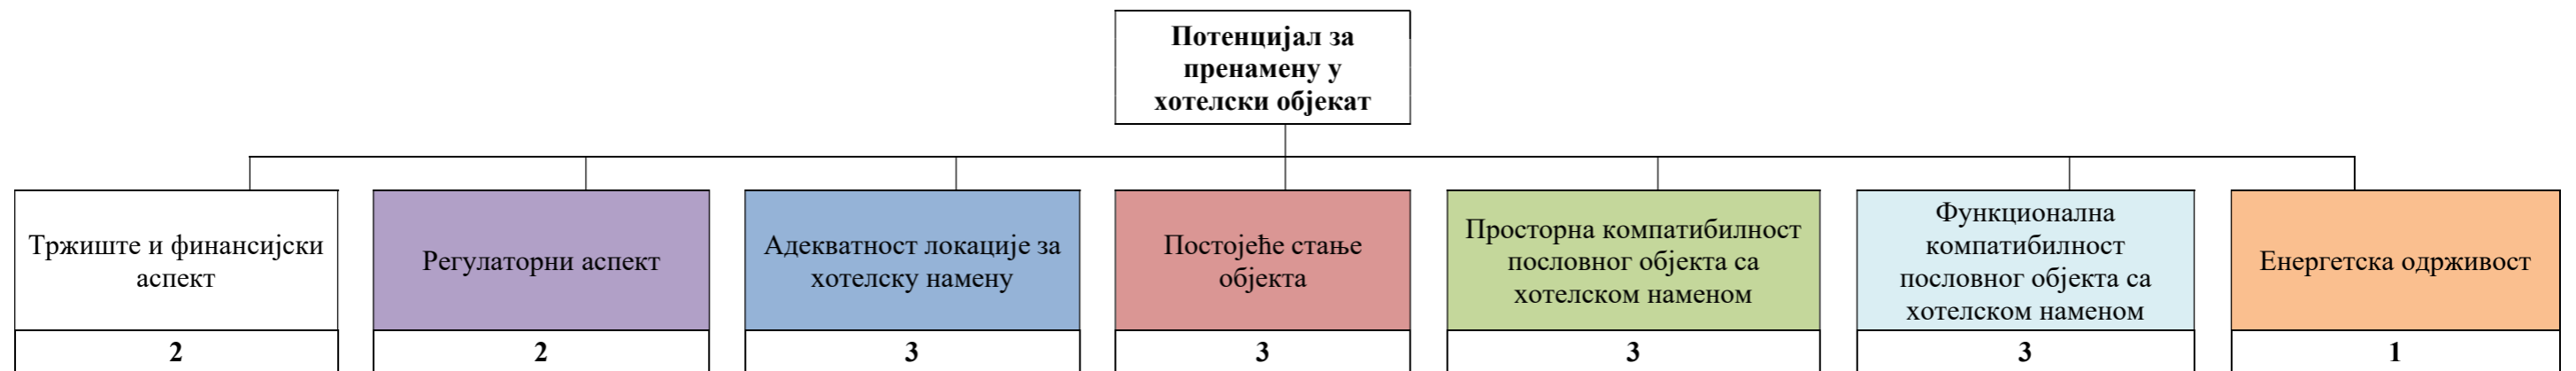 Потенцијал за
пренамену у
хотелски објекат
Тржиште и финансијски
аспект
Регулаторни аспект
Адекватност локације за
хотелску намену
Постојеће стање
објекта
Просторна компатибилност
пословног објекта са
хотелском наменом
Функционална
компатибилност
пословног објекта са
хотелском наменом
Енергетска одрживост
2
2
3
3
3
3
1